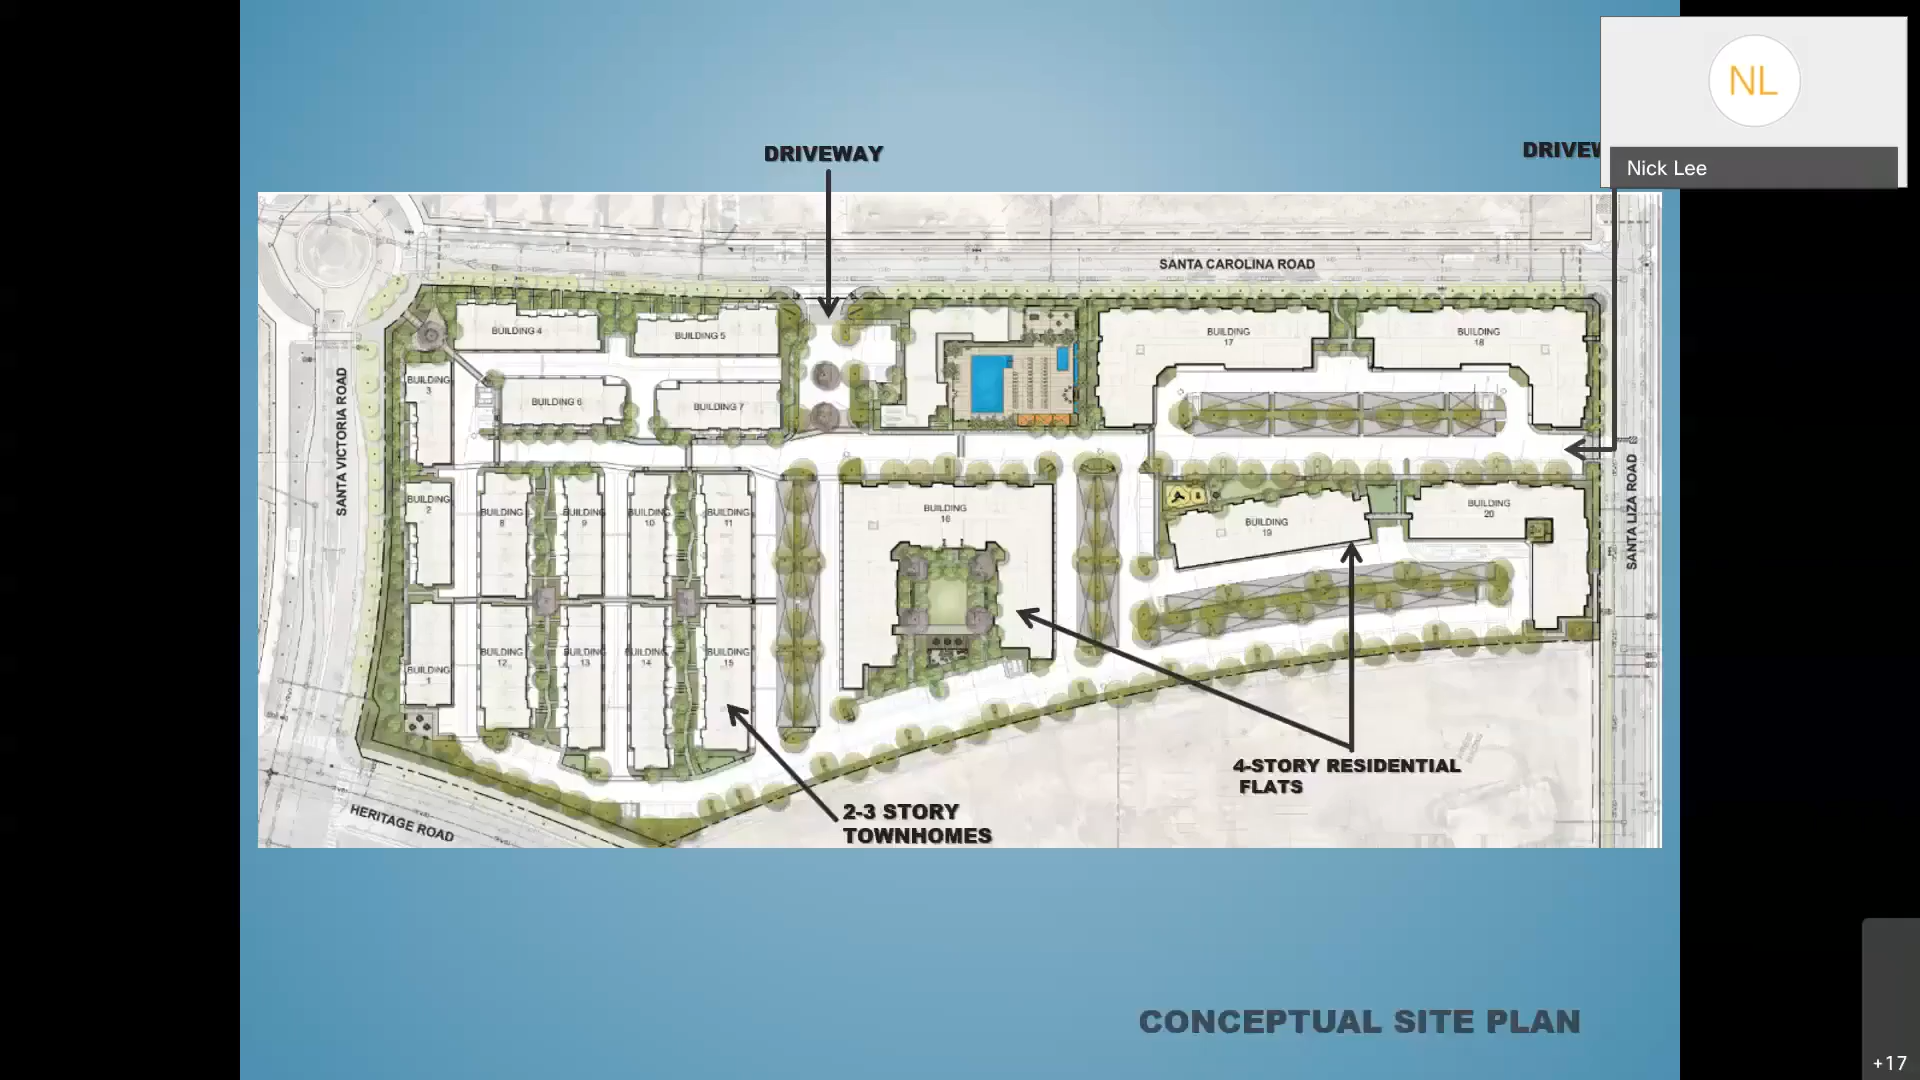 NL
Nick Lee
DRIVEWAY
DRIVEW
SANTA CAROLINA ROAD
BUILDING 4
BUILDING 5
BUILDING
17
BUILDING
18
BUILDING
3
BUILDING 6
BUILDING 7
SANTA VICTORIA ROAD
SANTA LIZA ROAD
BUILDING
2
BUILDING
8
BUILDING
9
BUILDING
10
BUILDING
11
BUILDING
16
BUILDING
19
BUILDING
20
BUILDING
1
BUILDING
12
BUILDING
13
BUILDING
14
BUILDING
15
4-STORY RESIDENTIAL
FLATS
2-3 STORY
TOWNHOMES
HERITAGE ROAD
CONCEPTUAL SITE PLAN
+17